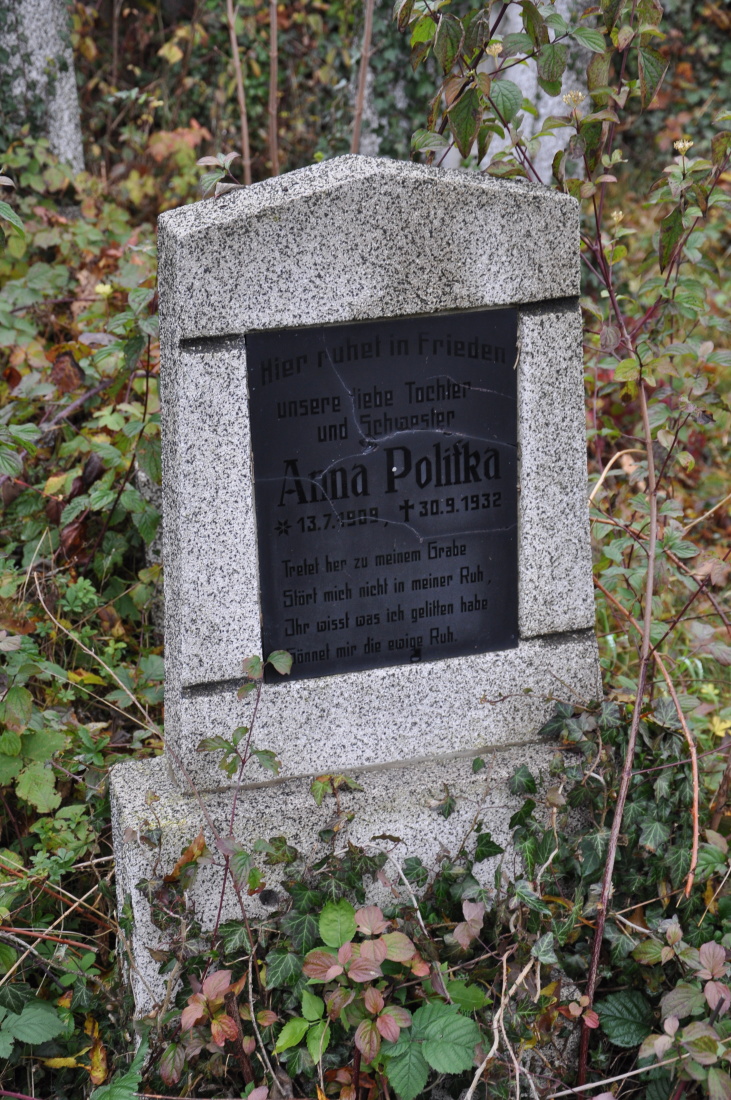 Hier ruhet in Frieden
unsere liebe Tochter
und Schwester
Anna Politka
* 13.7.1909, † 30.9.1932
Tretet her zu meinem Grabe
Stört mich nicht in meiner Ruh,
Ihr wisst was ich gelitten habe
Gönnet mir die ewige Ruh.